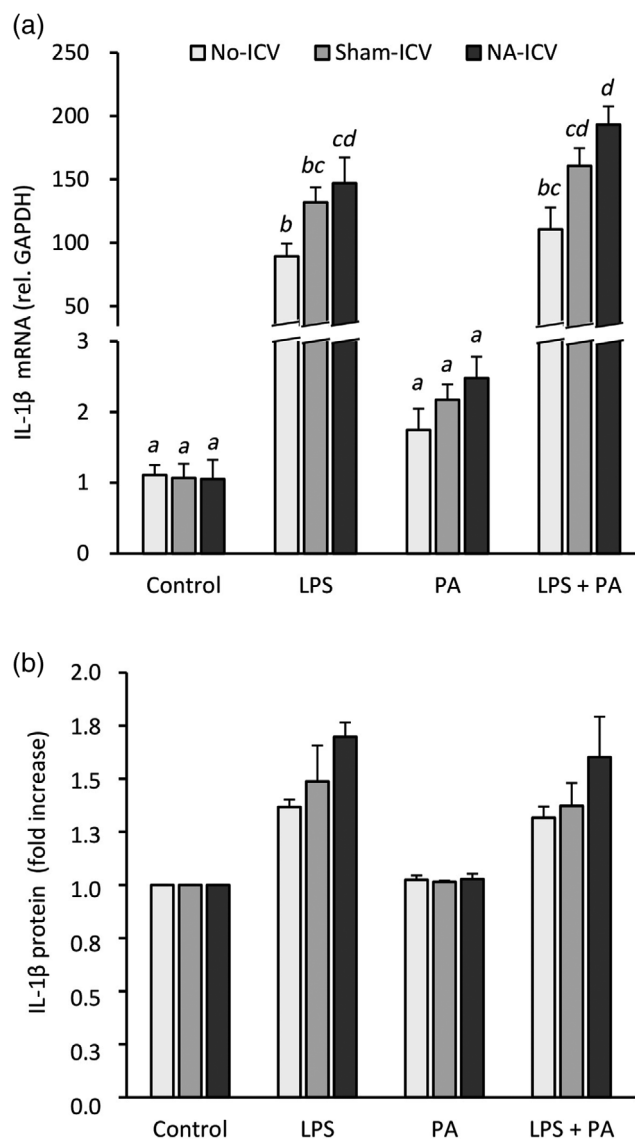 (a)
No-ICV Sham-ICV NA-ICV
IL-1β mRNA (rel. GAPDH)
250
200
150
100
50
3
2
1
0
a a a
b bc cd
a a a
bc cd d
Control LPS PA LPS + PA
(b)
IL-1β protein (fold increase)
2.0
1.8
1.5
1.3
1.0
0.8
0.5
0.3
0.0
Control LPS PA LPS + PA